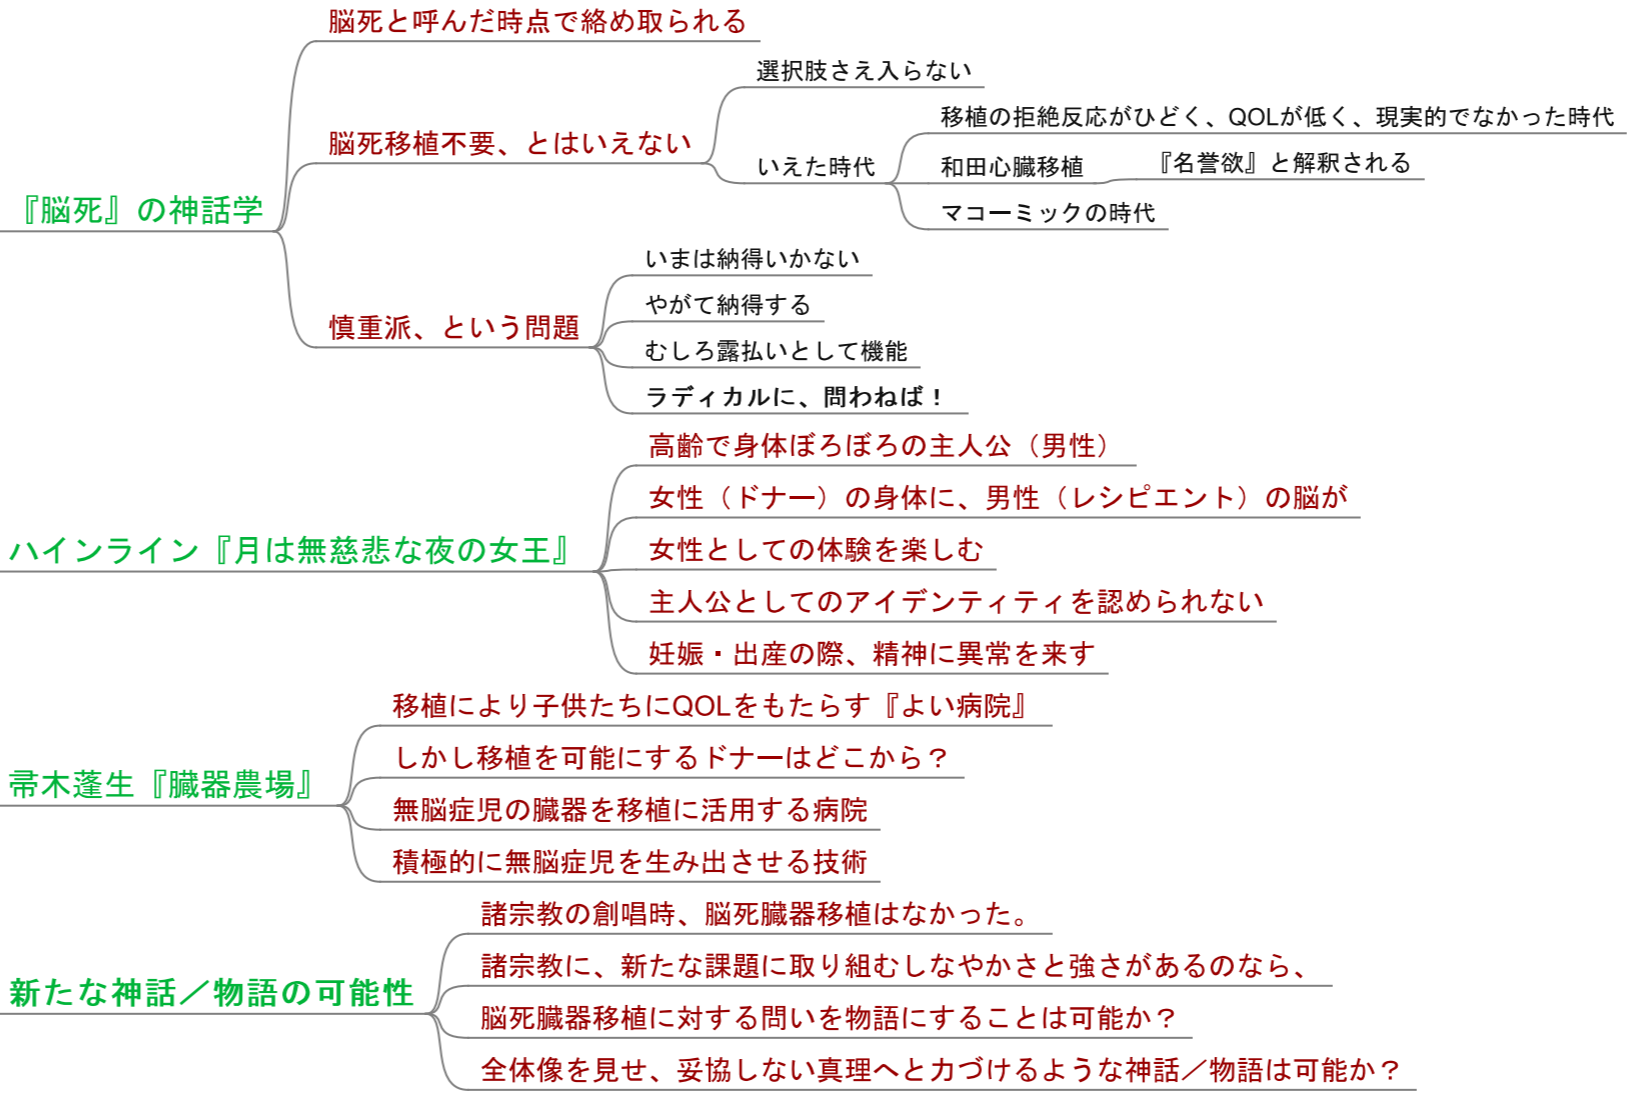 『脳死』の神話学
脳死と呼んだ時点で絡め取られる
脳死移植不要、とはいえない
選択肢さえ入らない
いえた時代
移植の拒絶反応がひどく、QOLが低く、現実的でなかった時代
和田心臓移植
『名誉欲』と解釈される
マコーミックの時代
慎重派、という問題
いまは納得いかない
やがて納得する
むしろ露払いとして機能
ラディカルに、問わねば！
ハインライン『月は無慈悲な夜の女王』
高齢で身体ぼろぼろの主人公（男性）
女性（ドナー）の身体に、男性（レシピエント）の脳が
女性としての体験を楽しむ
主人公としてのアイデンティティを認められない
妊娠・出産の際、精神に異常を来す
帚木蓬生『臓器農場』
移植により子供たちにQOLをもたらす『よい病院』
しかし移植を可能にするドナーはどこから？
無脳症児の臓器を移植に活用する病院
積極的に無脳症児を生み出させる技術
新たな神話／物語の可能性
諸宗教の創唱時、脳死臓器移植はなかった。
諸宗教に、新たな課題に取り組むしなやかさと強さがあるのなら、
脳死臓器移植に対する問いを物語にすることは可能か？
全体像を見せ、妥協しない真理へと力づけるような神話／物語は可能か？